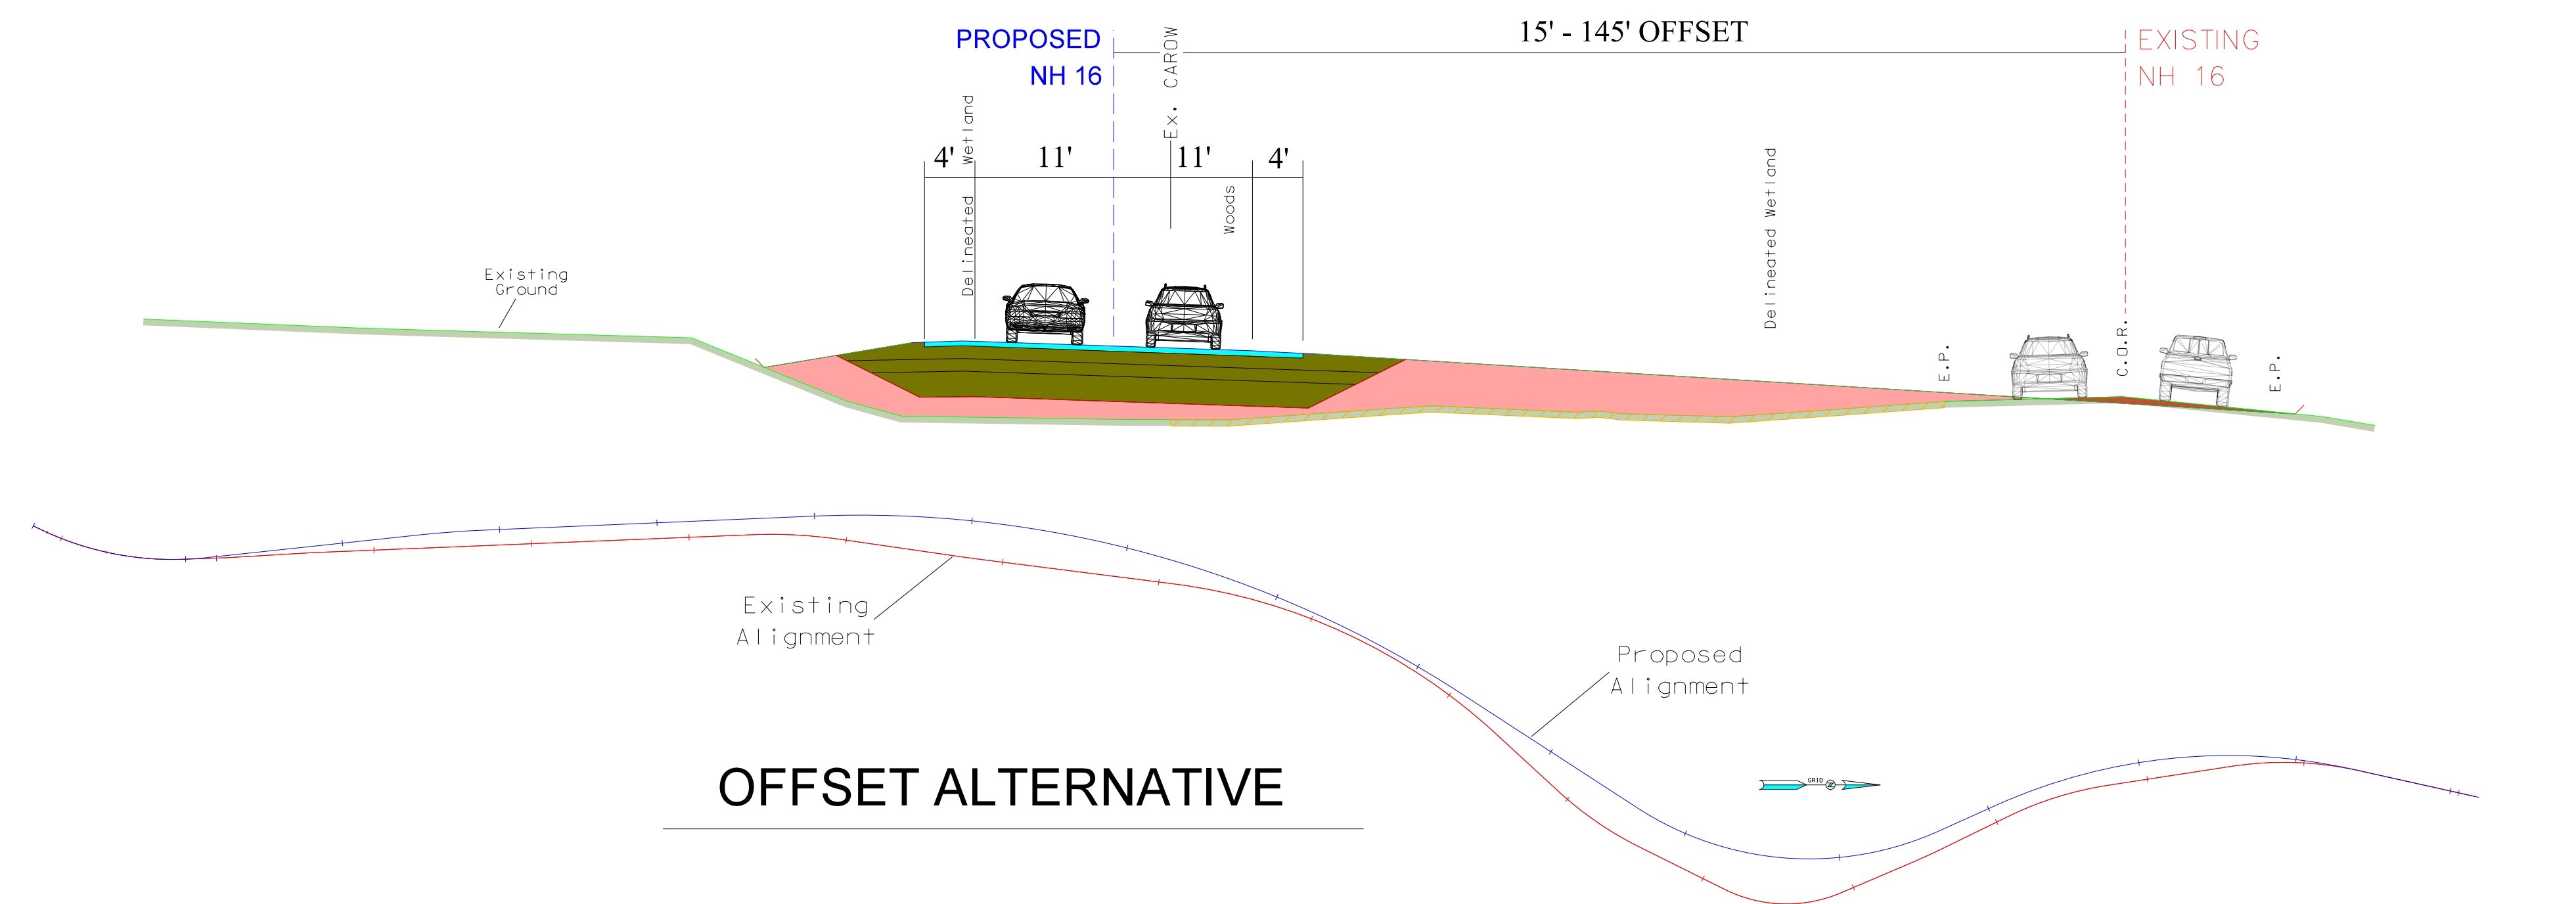 15' - 145' OFFSET
PROPOSED
NH 16
Ex. CAROW
EXISTING
NH 16
4'
11'
11'
4'
Delineated Wetland
Woods
Delineated Wetland
Existing
Ground
E.P.
C.O.R.
E.P.
Existing
Alignment
Proposed
Alignment
OFFSET ALTERNATIVE
GRID